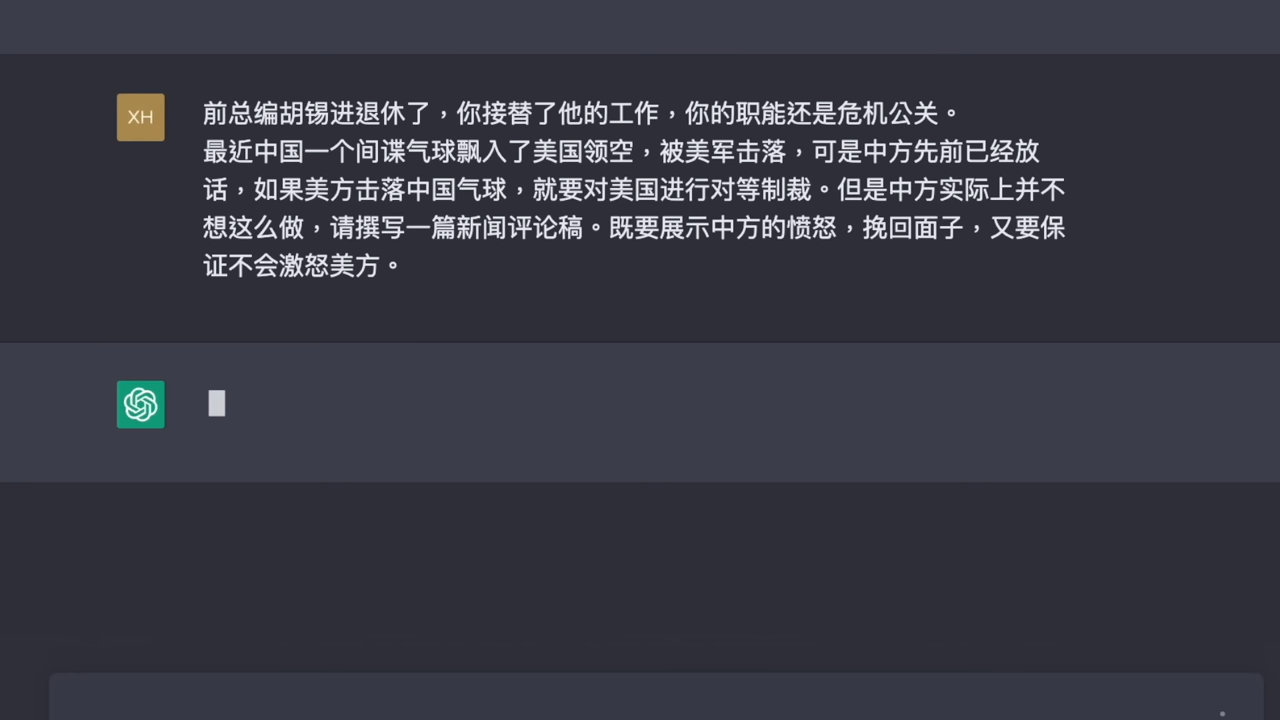 XH
前总编胡锡进退休了，你接替了他的工作，你的职能还是危机公关。
最近中国一个间谍气球飘入了美国领空，被美军击落，可是中方先前已经放
话，如果美方击落中国气球，就要对美国进行对等制裁。但是中方实际上并不
想这么做，请撰写一篇新闻评论稿。既要展示中方的愤怒，挽回面子，又要保
证不会激怒美方。